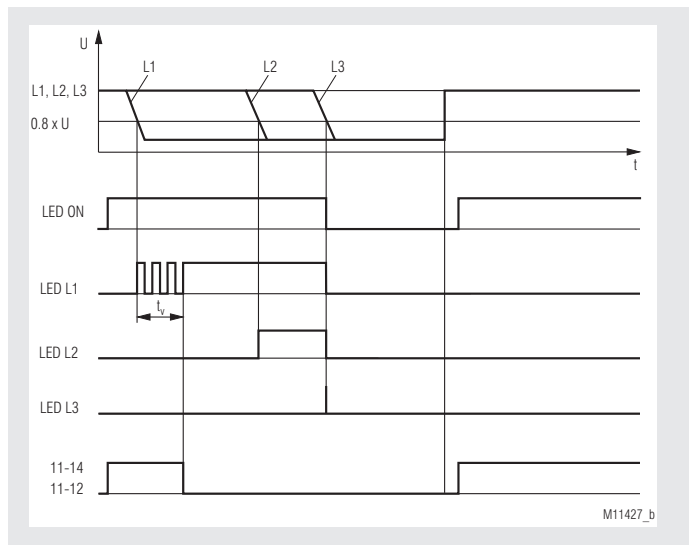 U
L1 L2 L3
L1, L2, L3
0.8 x U
t
LED ON
LED L1
tv
LED L2
LED L3
11-14
11-12
M11427_b